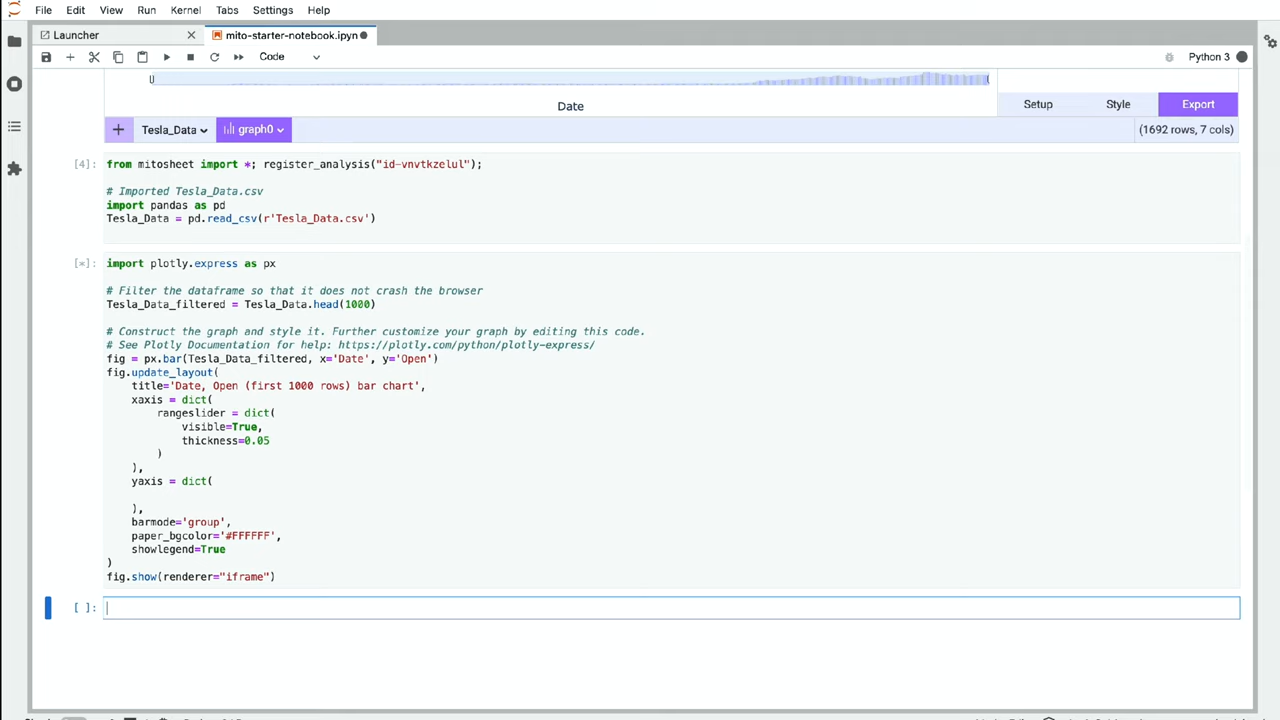 File Edit View Run Kernel Tabs Settings Help
Launcher
mito-starter-notebook.ipyn
Code
Python 3
Date
Setup Style Export
Tesla_Data graph0 (1692 rows, 7 cols)
[4]: from mitosheet import *; register_analysis("id-vnvtkzelul");
# Imported Tesla_Data.csv
import pandas as pd
Tesla_Data = pd.read_csv(r'Tesla_Data.csv')
[*]: import plotly.express as px
# Filter the dataframe so that it does not crash the browser
Tesla_Data_filtered = Tesla_Data.head(1000)
# Construct the graph and style it. Further customize your graph by editing this code.
# See Plotly Documentation for help: https://plotly.com/python/plotly-express/
fig = px.bar(Tesla_Data_filtered, x='Date', y='Open')
fig.update_layout(
title='Date, Open (first 1000 rows) bar chart',
xaxis = dict(
rangeslider = dict(
visible=True,
thickness=0.05
)
),
yaxis = dict(
),
barmode='group',
paper_bgcolor='#FFFFFF',
showlegend=True
)
fig.show(renderer="iframe")
[ ]: